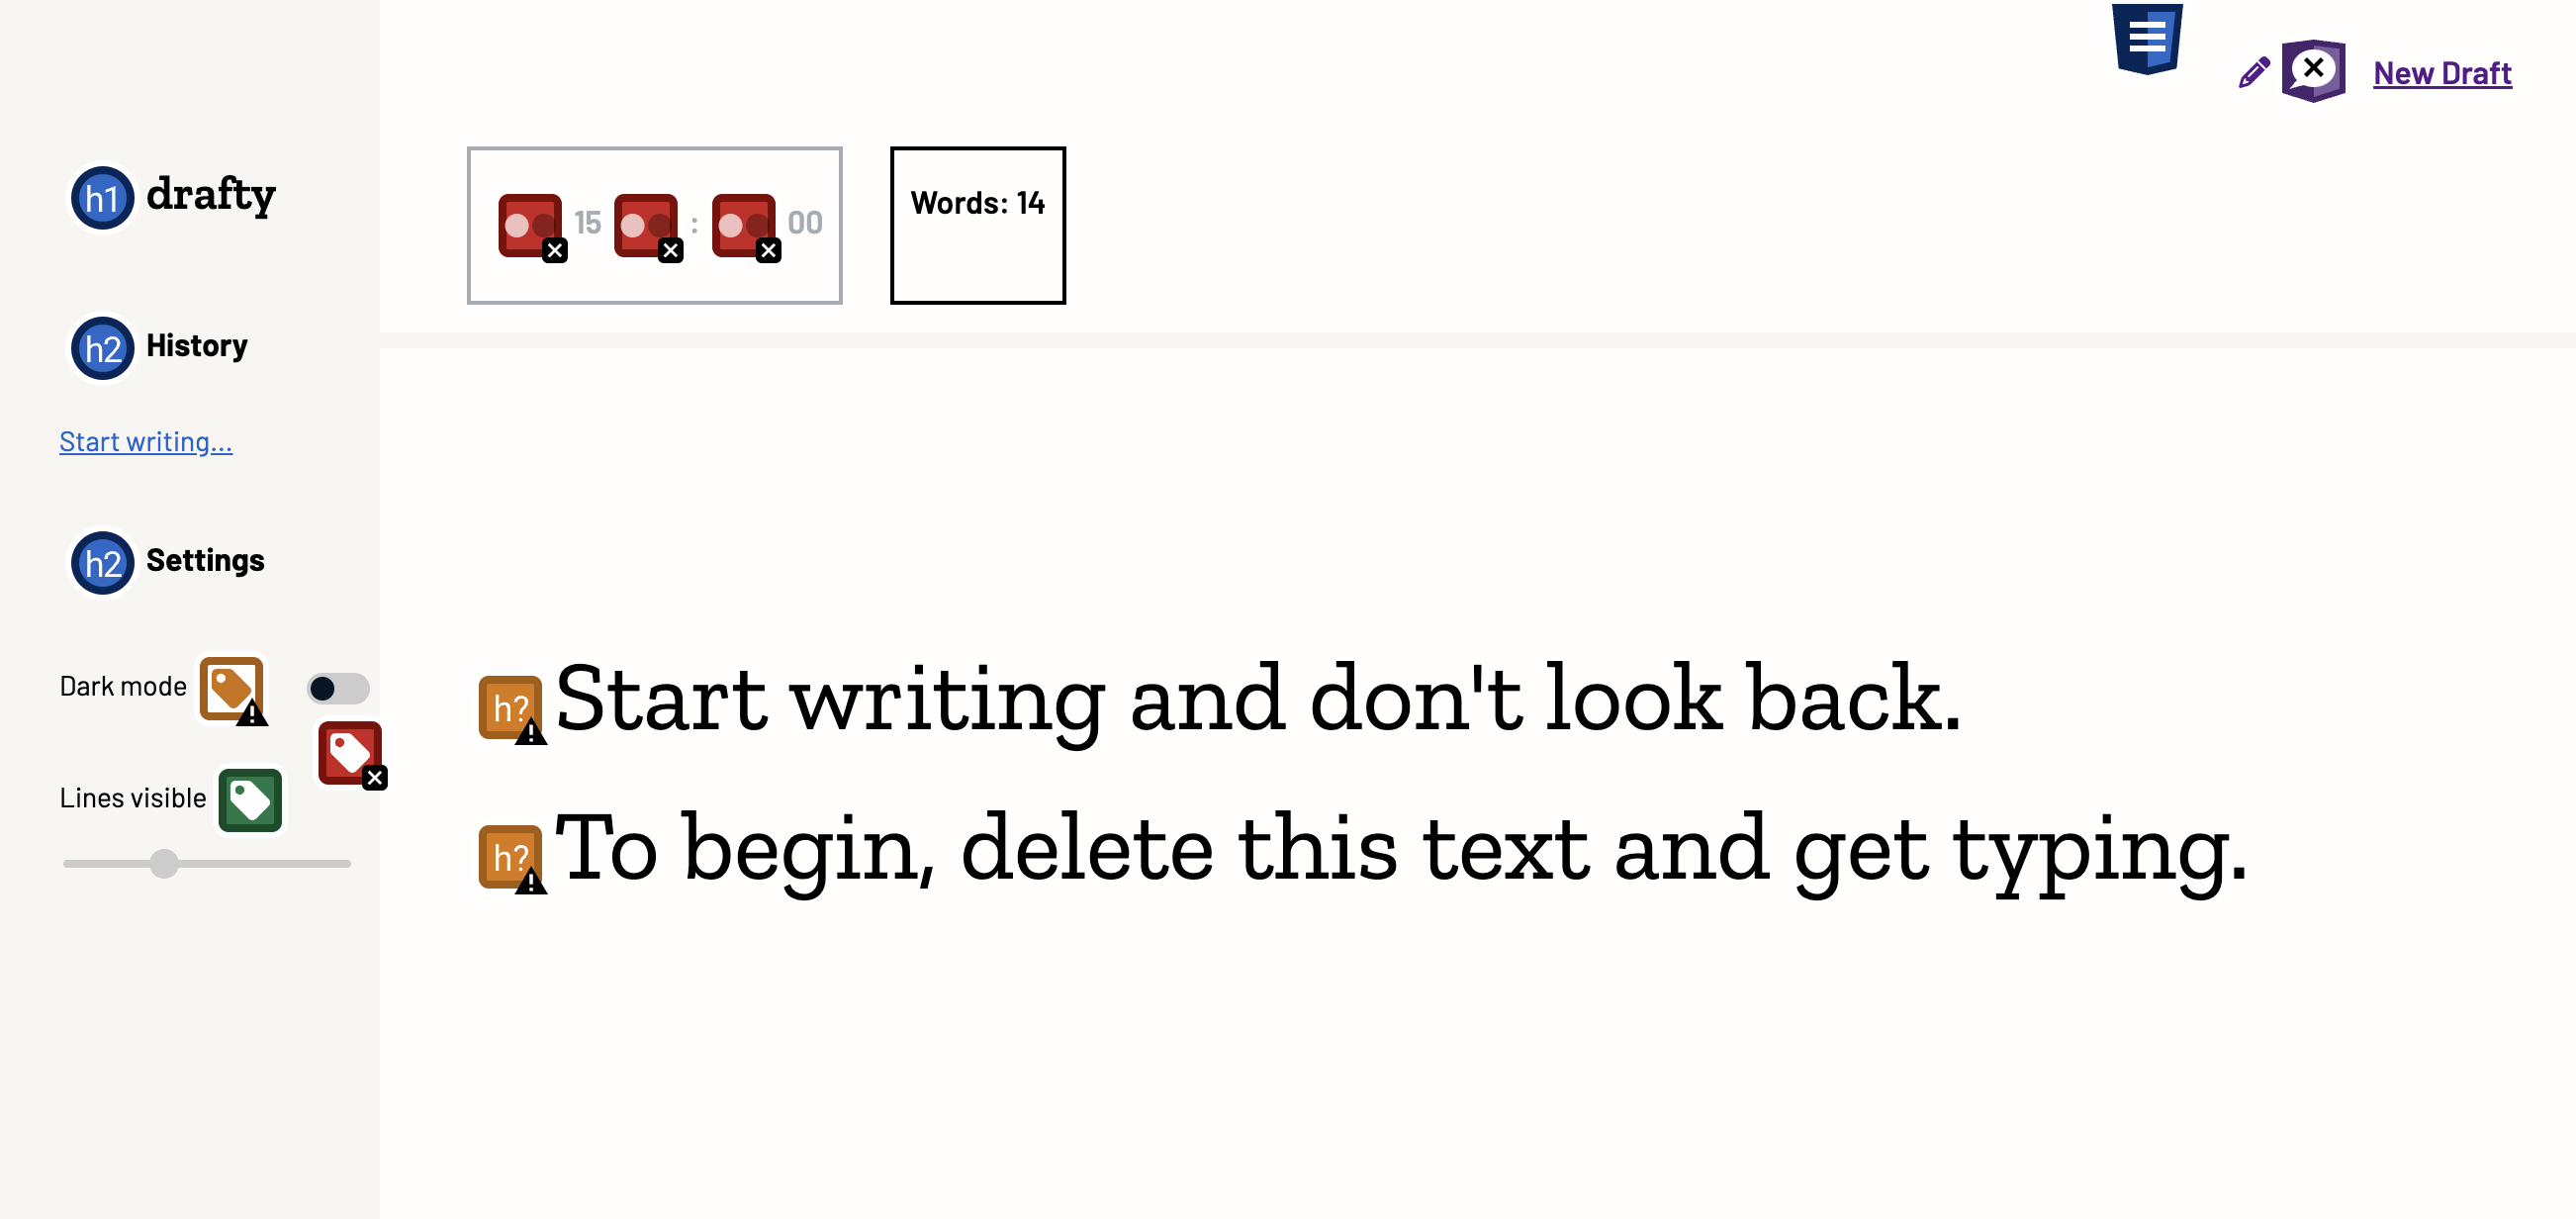 h1 drafty
h2 History
Start writing...
h2 Settings
Dark mode
Lines visible
New Draft
15 : 00
Words: 14
h? Start writing and don't look back.
h? To begin, delete this text and get typing.